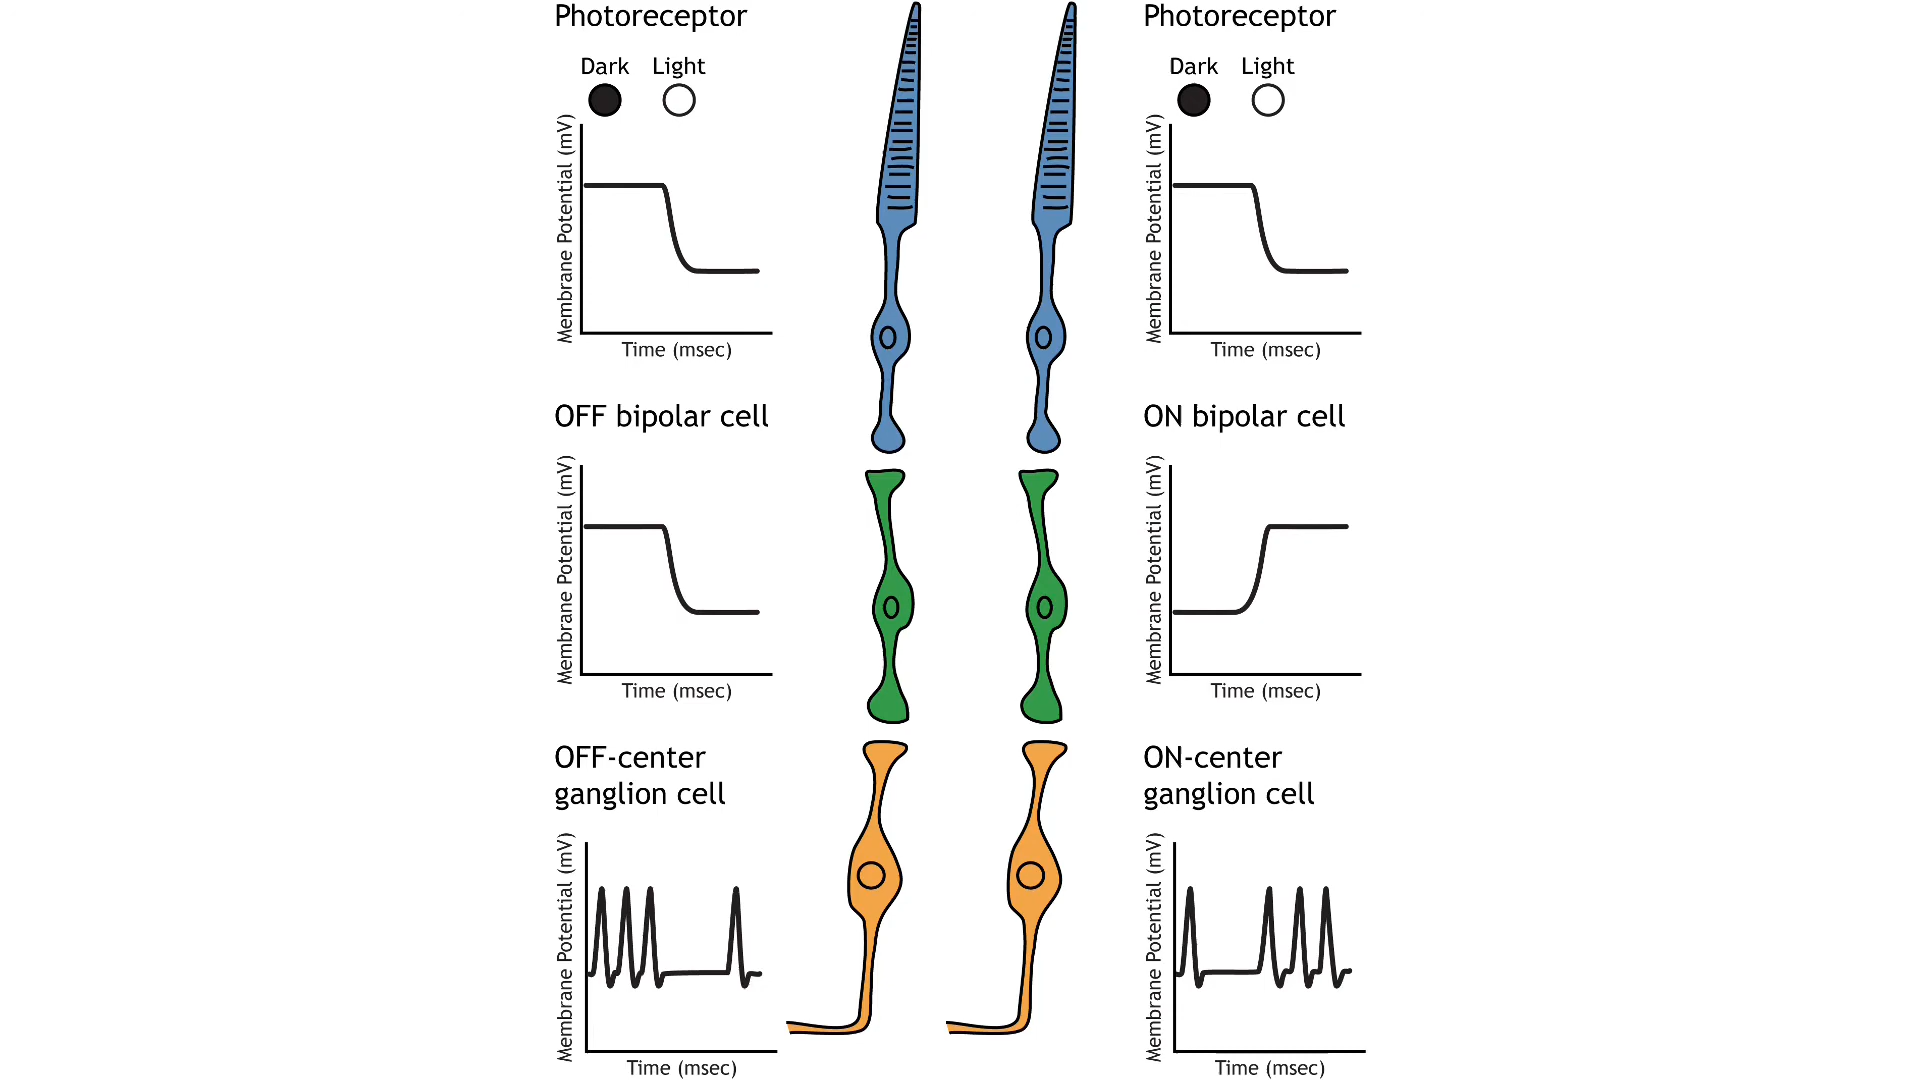 Photoreceptor
Dark Light
Membrane Potential (mV)
Time (msec)
OFF bipolar cell
Membrane Potential (mV)
Time (msec)
OFF-center
ganglion cell
Membrane Potential (mV)
Time (msec)
Photoreceptor
Dark Light
Membrane Potential (mV)
Time (msec)
ON bipolar cell
Membrane Potential (mV)
Time (msec)
ON-center
ganglion cell
Membrane Potential (mV)
Time (msec)